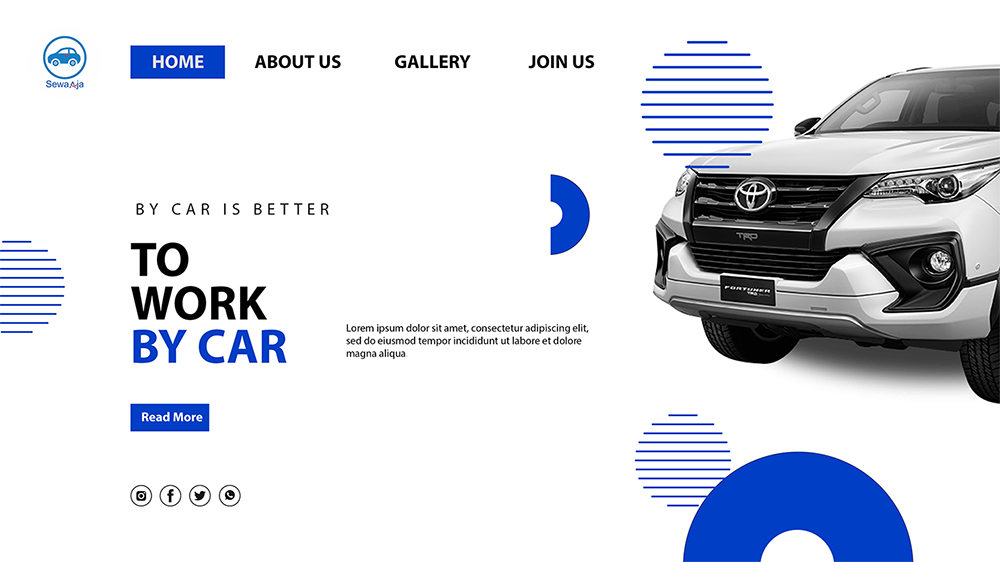 SewaAja
HOME
ABOUT US
GALLERY
JOIN US
BY CAR IS BETTER
TO
WORK
BY CAR
Lorem ipsum dolor sit amet, consectetur adipiscing elit,
sed do eiusmod tempor incididunt ut labore et dolore
magna aliqua
Read More
TRD
FORTUNER
TRD